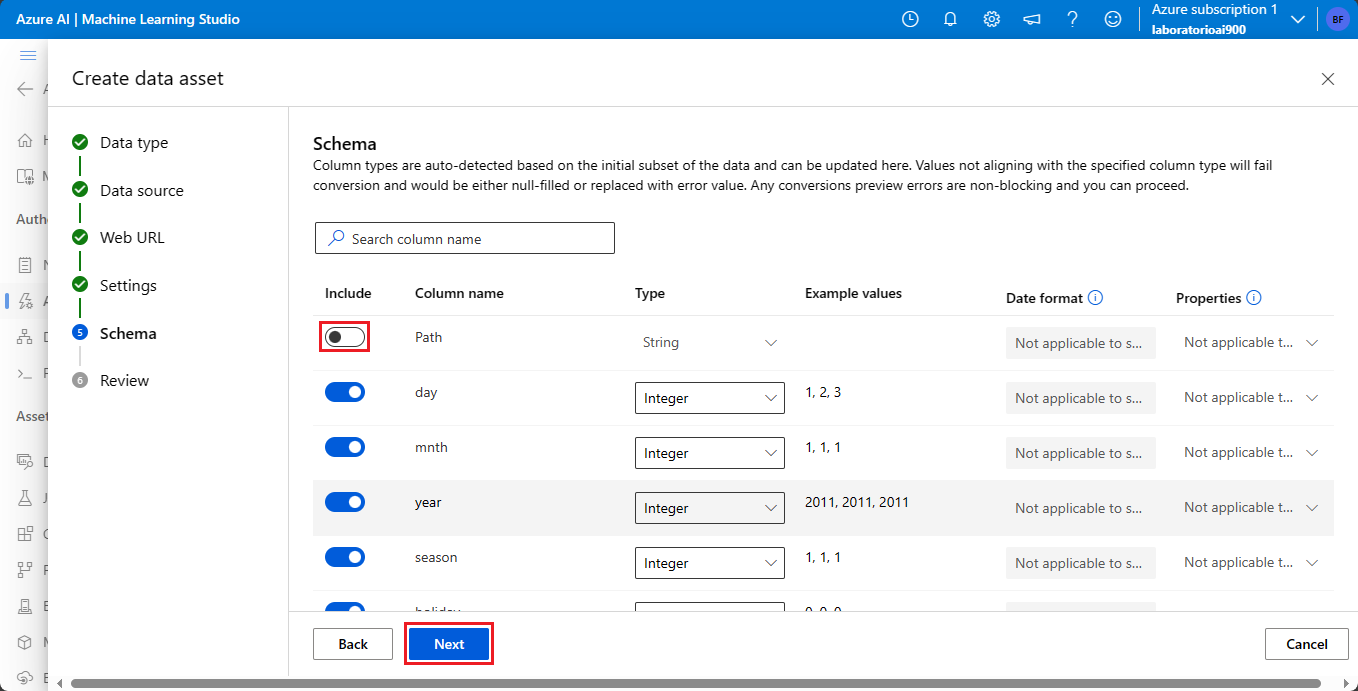 Azure AI | Machine Learning Studio
Azure subscription 1
laboratorioai900
BF
Create data asset
Data type
Data source
Web URL
Settings
5 Schema
6 Review
Schema
Column types are auto-detected based on the initial subset of the data and can be updated here. Values not aligning with the specified column type will fail
conversion and would be either null-filled or replaced with error value. Any conversions preview errors are non-blocking and you can proceed.
Search column name
Include Column name Type Example values Date format Properties
Path String Not applicable to s... Not applicable t...
day Integer 1, 2, 3 Not applicable to s... Not applicable t...
mnth Integer 1, 1, 1 Not applicable to s... Not applicable t...
year Integer 2011, 2011, 2011 Not applicable to s... Not applicable t...
season Integer 1, 1, 1 Not applicable to s... Not applicable t...
holiday 0, 0, 0
Back Next Cancel